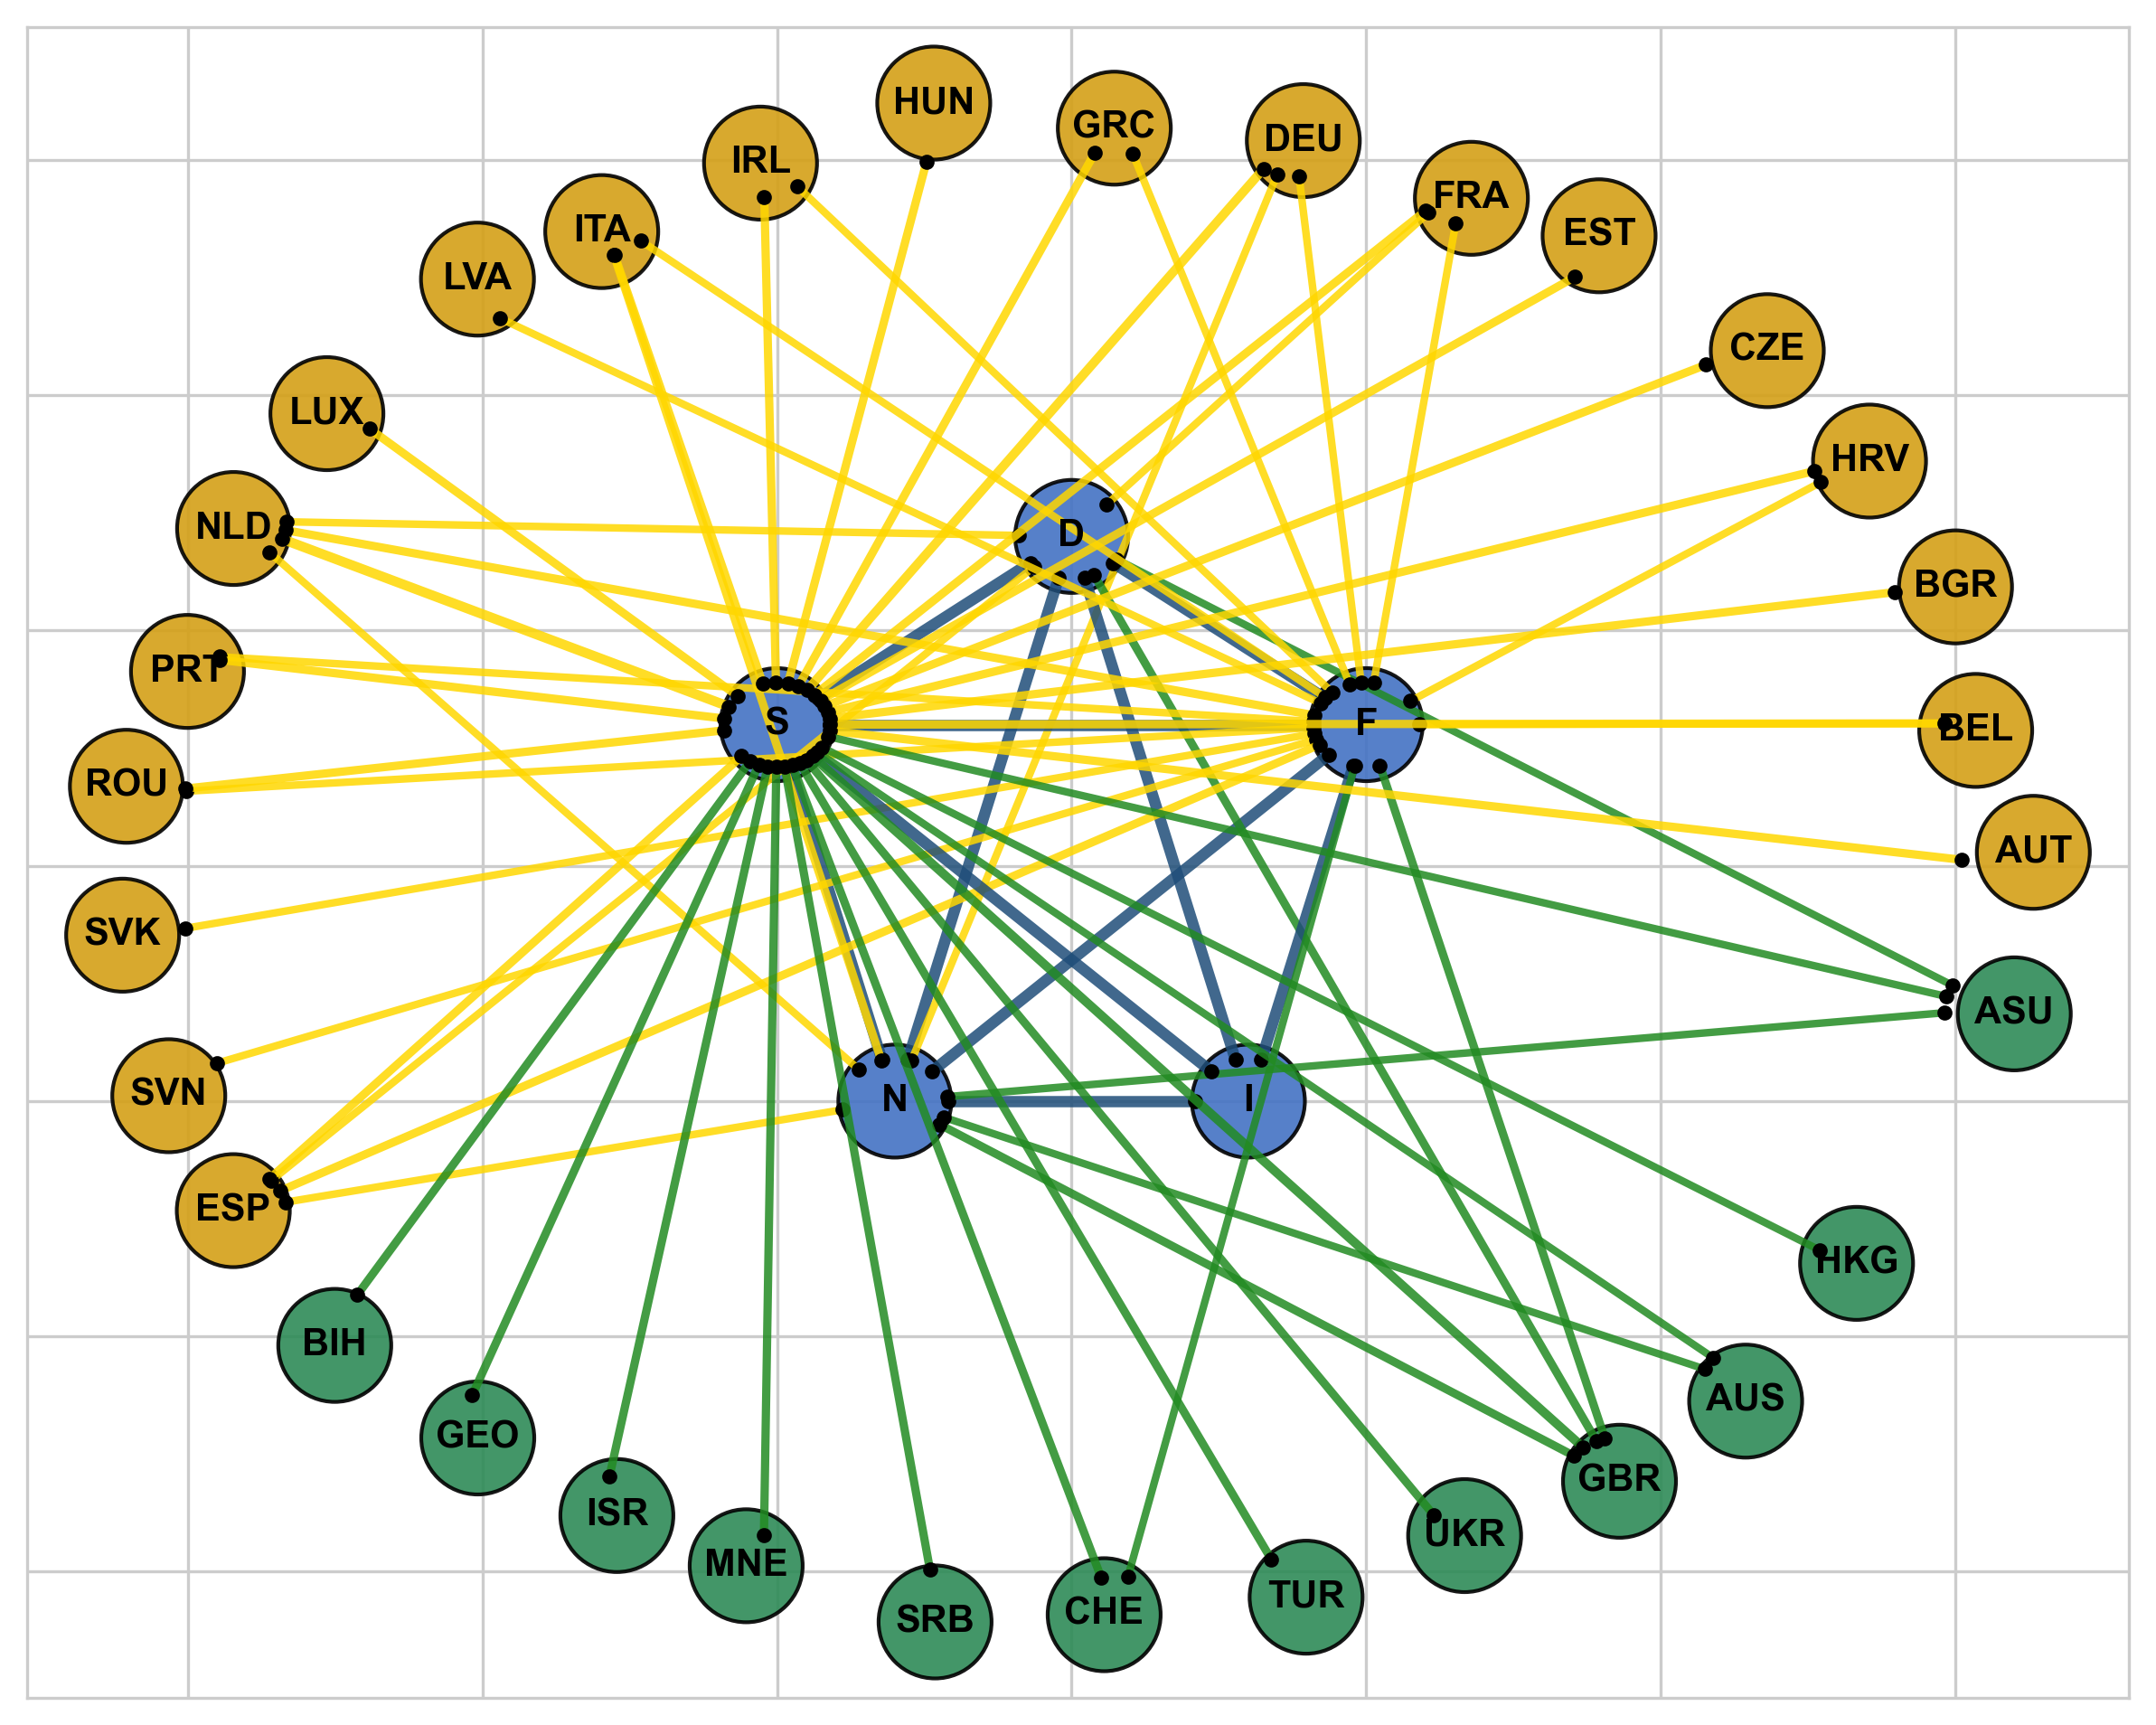 HUN
GRC
DEU
IRL
FRA
ITA
EST
LVA
CZE
LUX
HRV
NLD
D
BGR
PRT
S
F
BEL
ROU
AUT
SVK
ASU
SVN
N
I
ESP
HKG
BIH
AUS
GEO
GBR
ISR
UKR
MNE
TUR
CHE
SRB